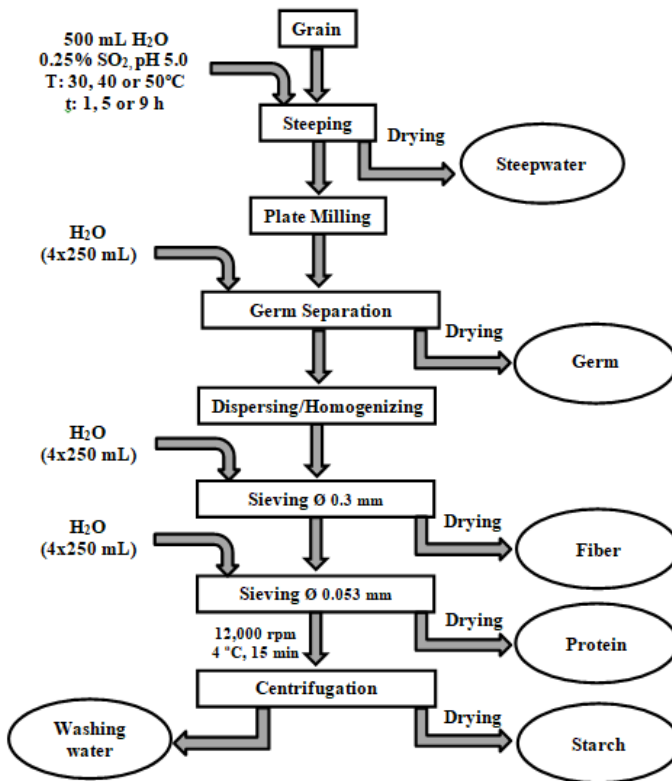 500 mL H₂O
0.25% SO₂, pH 5.0
T: 30, 40 or 50ºC
t: 1, 5 or 9 h
Grain
Steeping
Drying
Steepwater
Plate Milling
H₂O
(4x250 mL)
Germ Separation
Drying
Germ
Dispersing/Homogenizing
H₂O
(4x250 mL)
Sieving Ø 0.3 mm
Drying
Fiber
H₂O
(4x250 mL)
Sieving Ø 0.053 mm
Drying
Protein
12,000 rpm
4 ºC, 15 min
Centrifugation
Drying
Washing
water
Starch